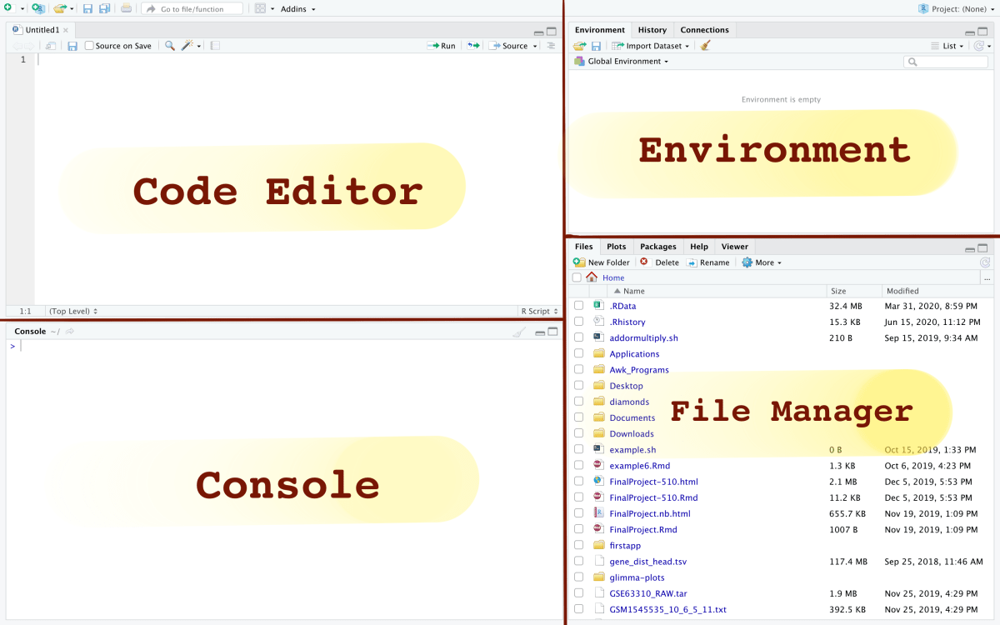 Go to file/function Addins Project: (None)
Untitled1
Source on Save Run Source
1
Code Editor
1:1 (Top Level) R Script
Console ~/
>
Console
Environment History Connections
Import Dataset List
Global Environment
Environment is empty
Environment
Files Plots Packages Help Viewer
New Folder Delete Rename More
Home ...
Name Size Modified
.RData 32.4 MB Mar 31, 2020, 8:59 PM
.Rhistory 15.3 KB Jun 15, 2020, 11:12 PM
addormultiply.sh 210 B Sep 15, 2019, 9:34 AM
Applications
Awk_Programs
Desktop
diamonds
Documents
Downloads
File Manager
example.sh 0 B Oct 15, 2019, 1:33 PM
example6.Rmd 1.3 KB Oct 6, 2019, 4:23 PM
FinalProject-510.html 2.1 MB Dec 5, 2019, 5:53 PM
FinalProject-510.Rmd 11.2 KB Dec 5, 2019, 5:53 PM
FinalProject.nb.html 655.7 KB Nov 19, 2019, 1:09 PM
FinalProject.Rmd 1007 B Nov 19, 2019, 1:09 PM
firstapp
gene_dist_head.tsv 117.4 MB Sep 25, 2018, 11:46 AM
glimma-plots
GSE63310_RAW.tar 1.9 MB Nov 25, 2019, 4:29 PM
GSM1545535_10_6_5_11.txt 392.5 KB Nov 25, 2019, 4:29 PM